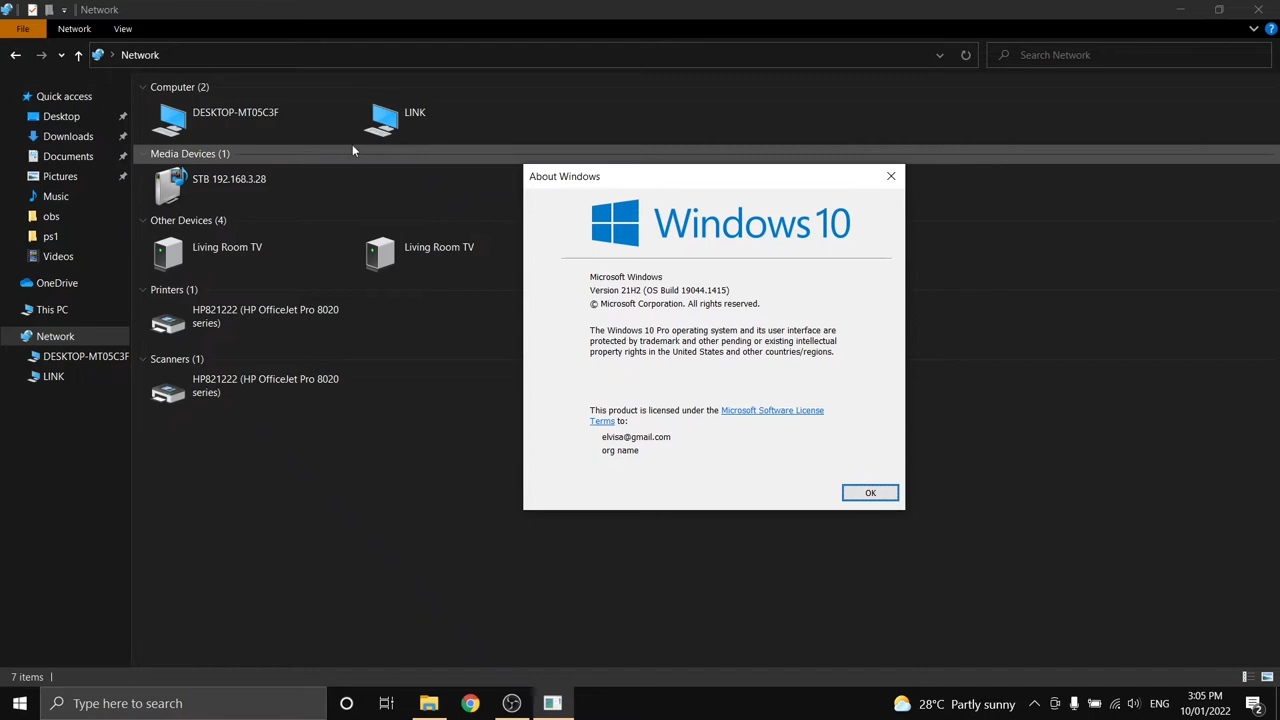 Network
File
Network
View
Network
Search Network
Quick access
Desktop
Downloads
Documents
Pictures
Music
obs
ps1
Videos
OneDrive
This PC
Network
DESKTOP-MT05C3F
LINK
Computer (2)
DESKTOP-MT05C3F
LINK
Media Devices (1)
STB 192.168.3.28
Other Devices (4)
Living Room TV
Living Room TV
Printers (1)
HP821222 (HP OfficeJet Pro 8020
series)
Scanners (1)
HP821222 (HP OfficeJet Pro 8020
series)
About Windows
Windows 10
Microsoft Windows
Version 21H2 (OS Build 19044.1415)
© Microsoft Corporation. All rights reserved.
The Windows 10 Pro operating system and its user interface are
protected by trademark and other pending or existing intellectual
property rights in the United States and other countries/regions.
This product is licensed under the Microsoft Software License
Terms to:
elvisa@gmail.com
org name
OK
7 items
Type here to search
28°C Partly sunny
ENG
3:05 PM
10/01/2022
2